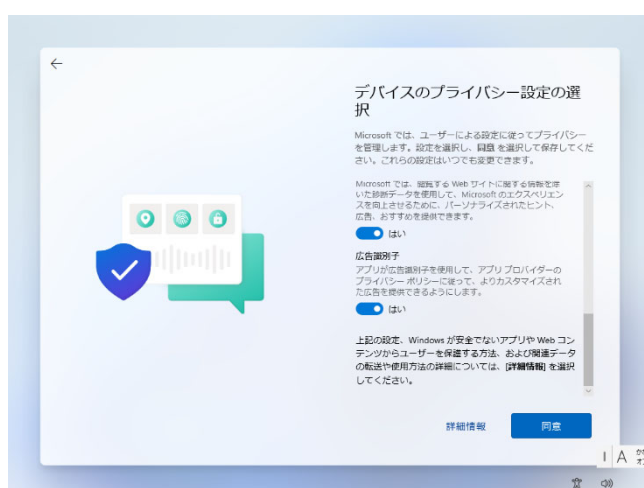 デバイスのプライバシー設定の選
択
Microsoft では、ユーザーによる設定に従ってプライバシー
を管理します。設定を選択し、同意 を選択して保存してくだ
さい。これらの設定はいつでも変更できます。
Microsoft では、閲覧する Web サイトに関する情報を除
いた診断データを使用して、Microsoft のエクスペリエン
スを向上させるために、パーソナライズされたヒント、
広告、おすすめを提供できます。
はい
広告識別子
アプリが広告識別子を使用して、アプリ プロバイダーの
プライバシー ポリシーに従って、よりカスタマイズされ
た広告を提供できるようにします。
はい
上記の設定、Windows が安全でないアプリや Web コン
テンツからユーザーを保護する方法、および関連データ
の転送や使用方法の詳細については、[詳細情報] を選択
してください。
詳細情報
同意
A